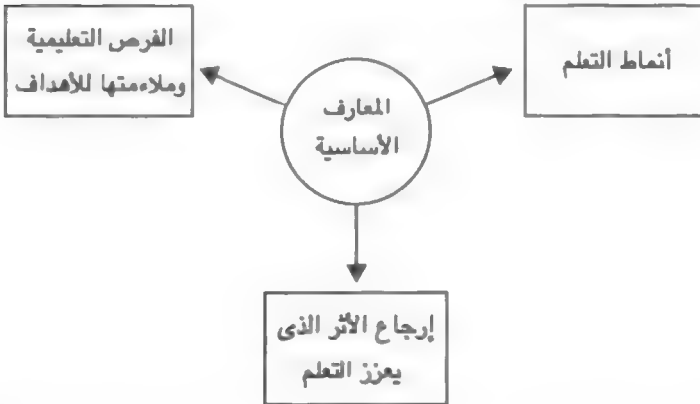 أنماط التعلم
الفرص التعليمية
وملاءمتها للأهداف
المعارف
الأساسية
إرجاع الأثر الذى
يعزز التعلم